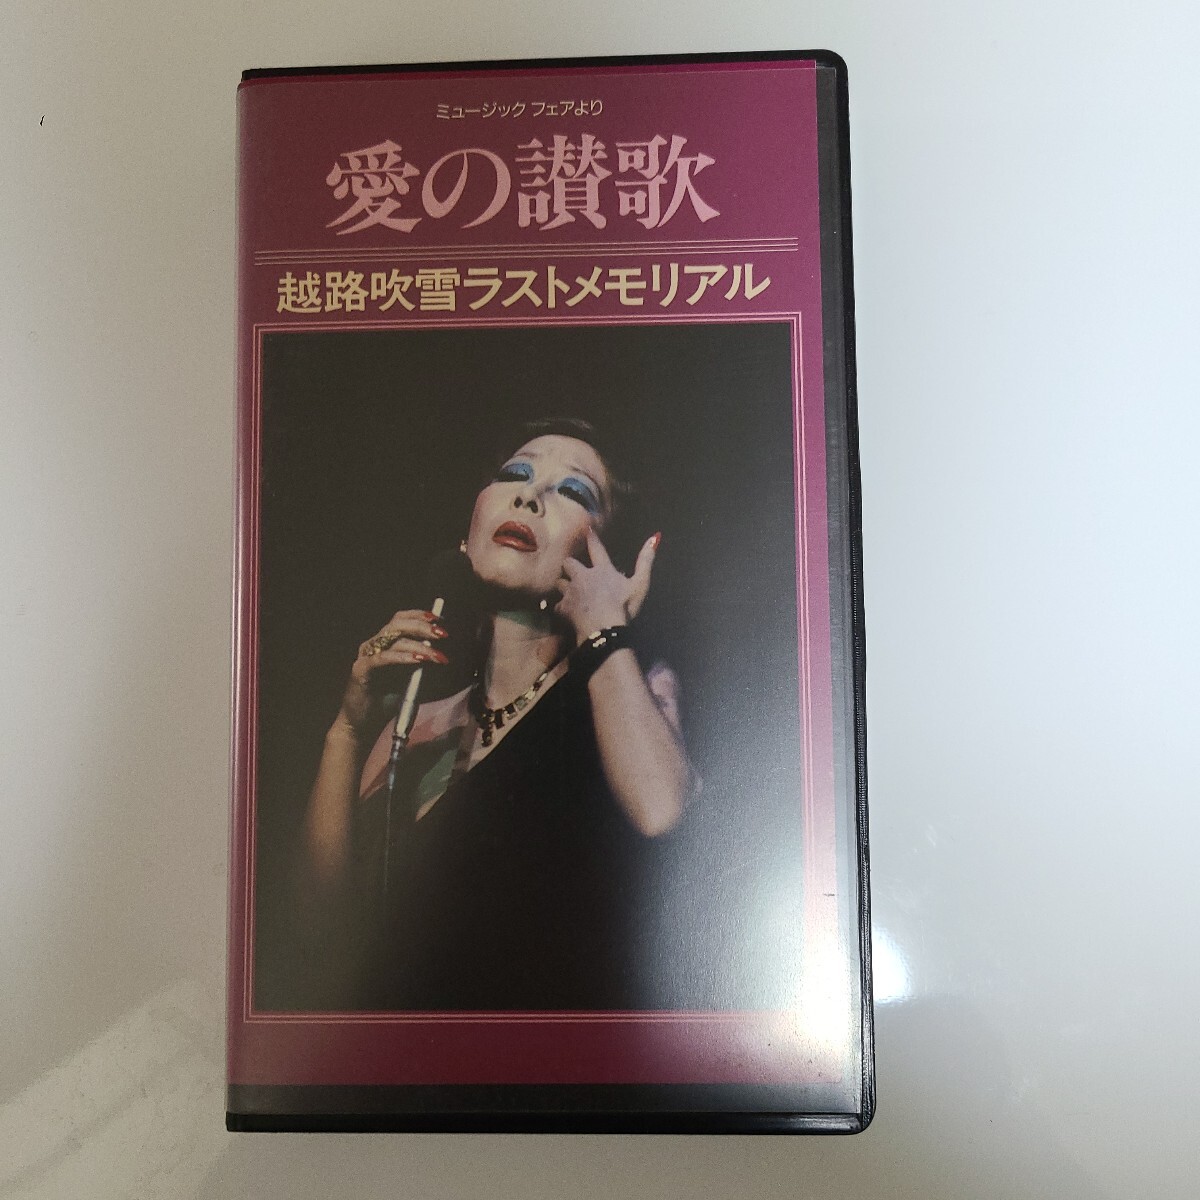 ミュージック フェアより
愛の讃歌
越路吹雪ラストメモリアル